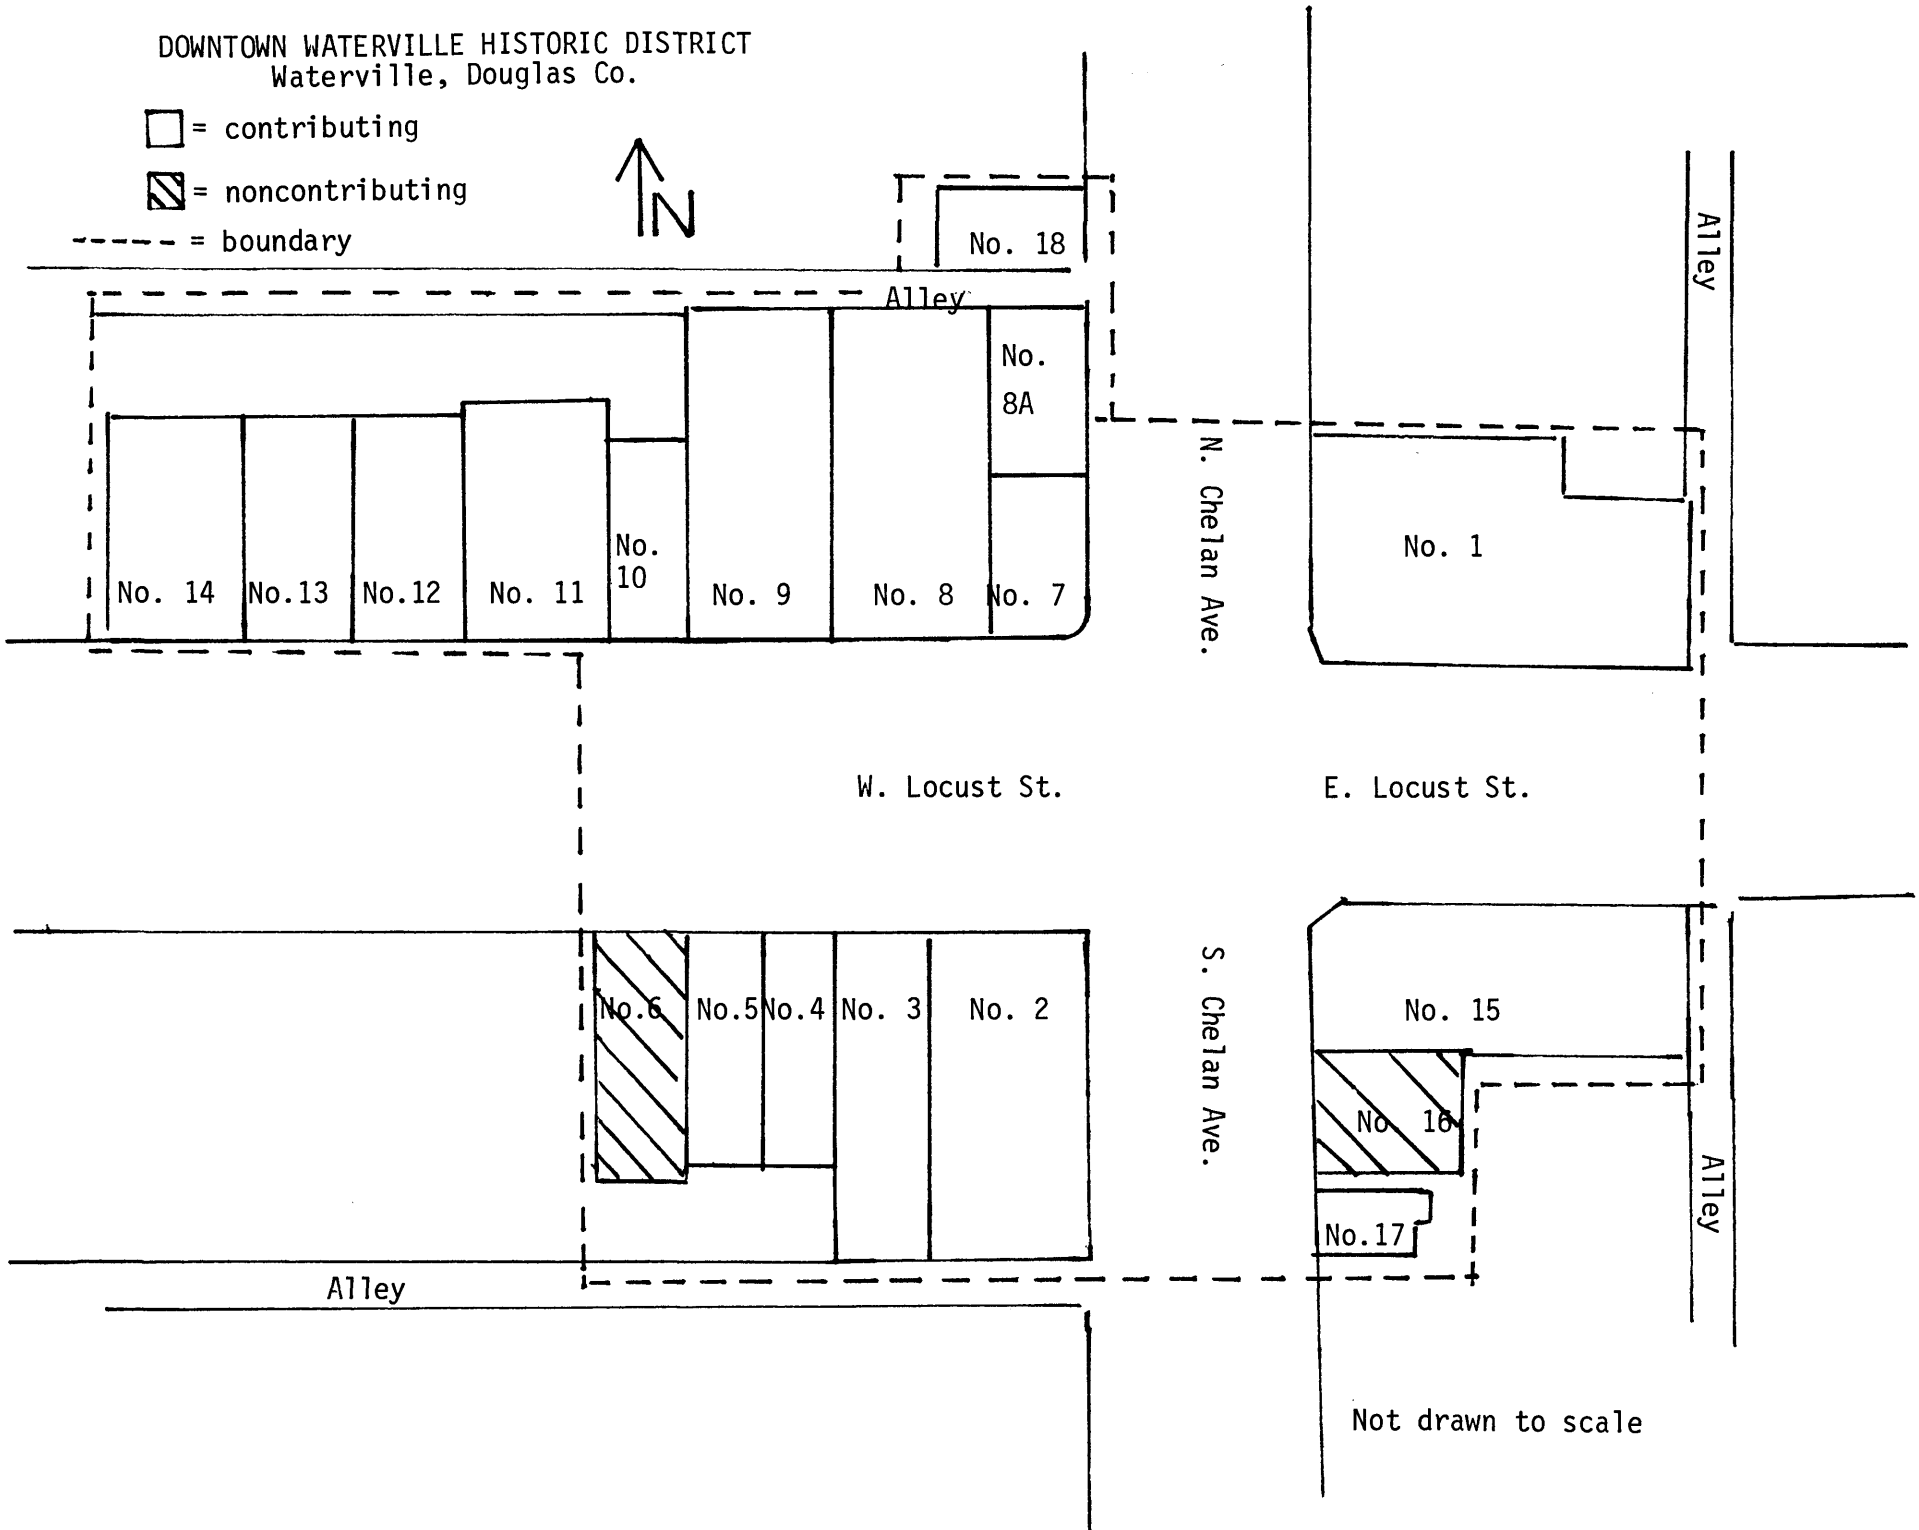 DOWNTOWN WATERVILLE HISTORIC DISTRICT
Waterville, Douglas Co.
= contributing
= noncontributing
= boundary
N
No. 18
Alley
Alley
No.
8A
No. 14
No.13
No.12
No. 11
No.
10
No. 9
No. 8
No. 7
N. Chelan Ave.
No. 1
W. Locust St.
E. Locust St.
No.6
No.5
No.4
No. 3
No. 2
S. Chelan Ave.
No. 15
No. 16
No.17
Alley
Alley
Not drawn to scale